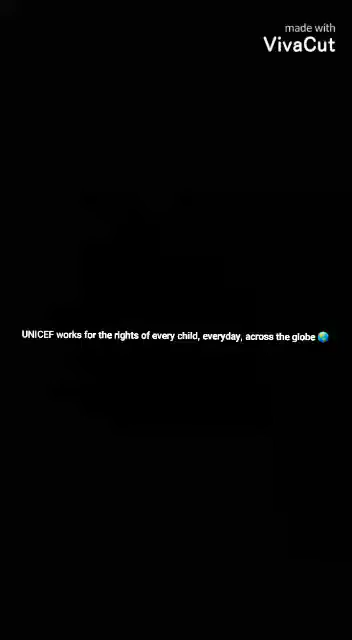 made with
VivaCut
UNICEF works for the rights of every child, everyday, across the globe 🌍